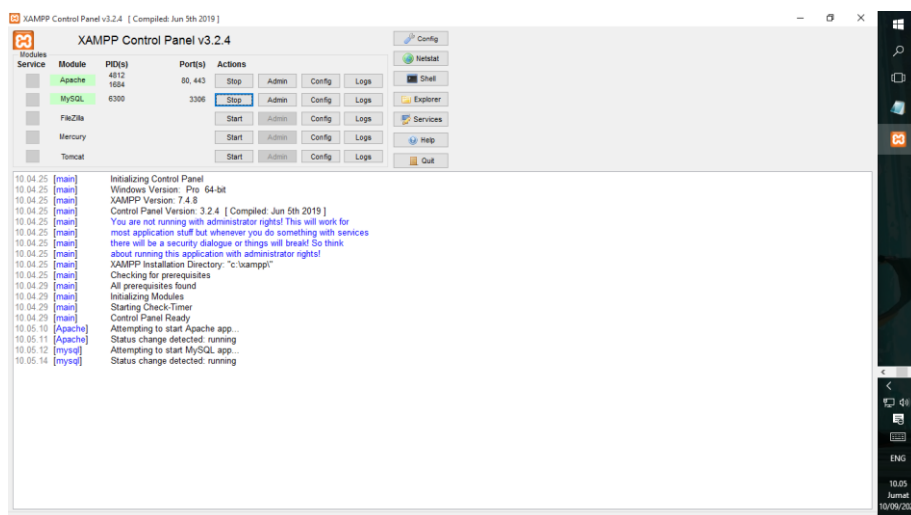 XAMPP Control Panel v3.2.4 [ Compiled: Jun 5th 2019 ]
XAMPP Control Panel v3.2.4
Config
Modules
Service Module PID(s) Port(s) Actions
Netstat
Apache 4812 1684 80, 443 Stop Admin Config Logs
Shell
MySQL 6300 3306 Stop Admin Config Logs
Explorer
FileZilla Start Admin Config Logs
Services
Mercury Start Admin Config Logs
Help
Tomcat Start Admin Config Logs
Quit
10.04.25 [main] Initializing Control Panel
10.04.25 [main] Windows Version: Pro 64-bit
10.04.25 [main] XAMPP Version: 7.4.8
10.04.25 [main] Control Panel Version: 3.2.4 [ Compiled: Jun 5th 2019 ]
10.04.25 [main] You are not running with administrator rights! This will work for
10.04.25 [main] most application stuff but whenever you do something with services
10.04.25 [main] there will be a security dialogue or things will break! So think
10.04.25 [main] about running this application with administrator rights!
10.04.25 [main] XAMPP Installation Directory: "c:\xampp\"
10.04.25 [main] Checking for prerequisites
10.04.29 [main] All prerequisites found
10.04.29 [main] Initializing Modules
10.04.29 [main] Starting Check-Timer
10.04.29 [main] Control Panel Ready
10.05.10 [Apache] Attempting to start Apache app...
10.05.11 [Apache] Status change detected: running
10.05.12 [mysql] Attempting to start MySQL app...
10.05.14 [mysql] Status change detected: running
ENG
10.05
Jumat